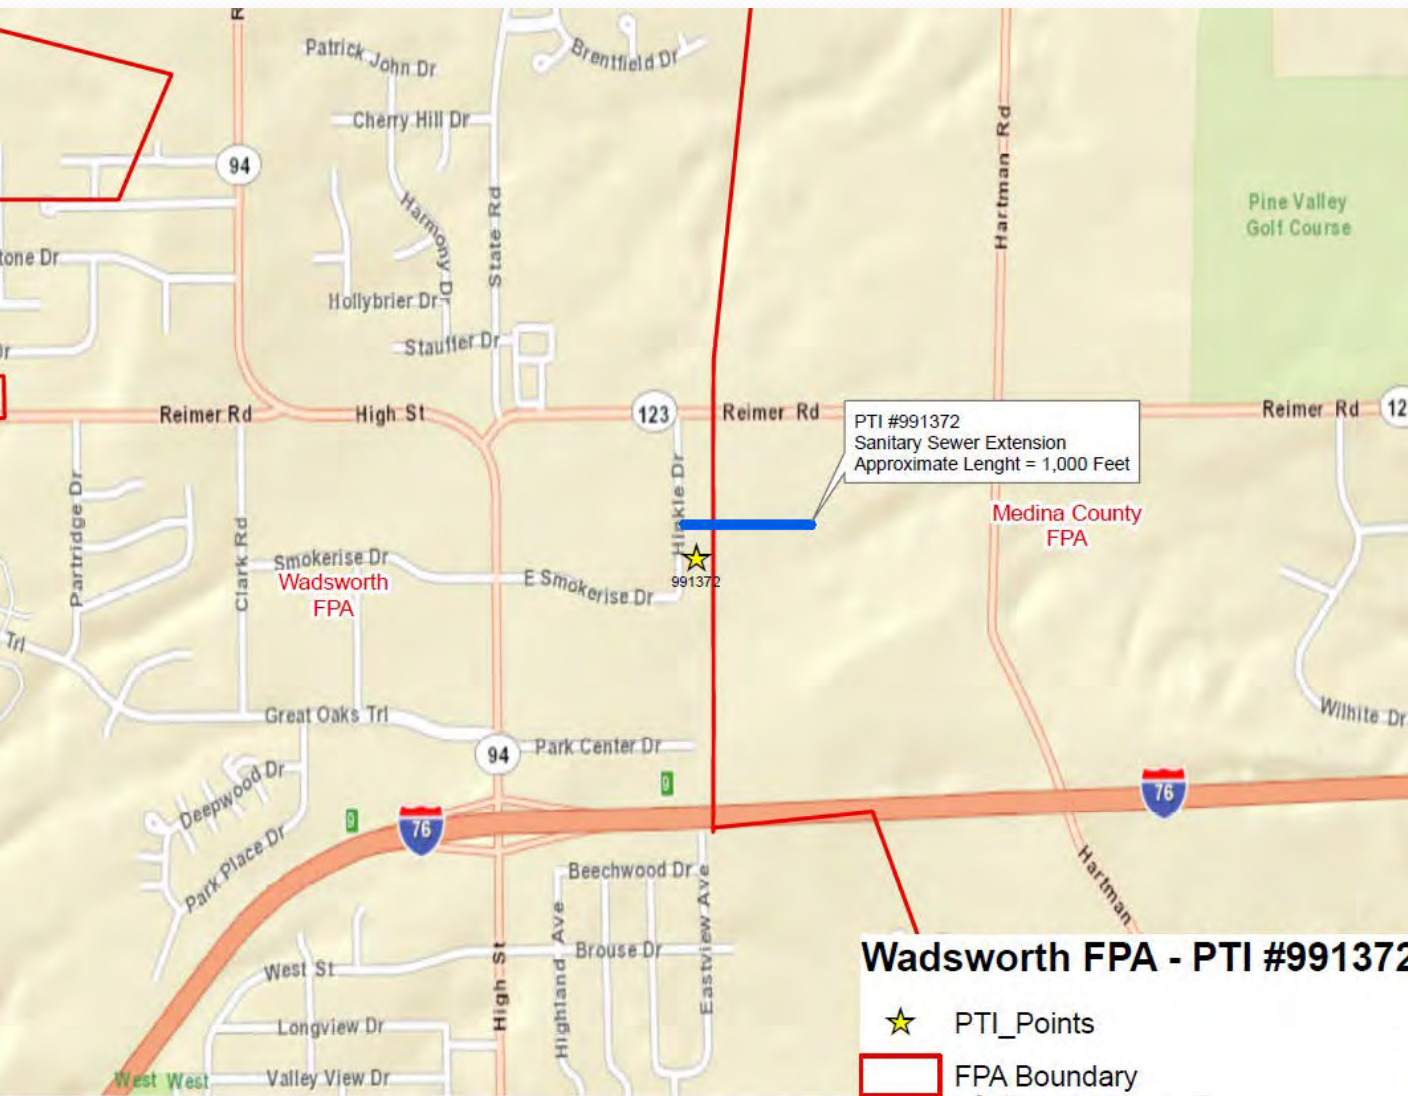 R
Patrick John Dr
Brentfield Dr
Cherry Hill Dr
94
Harmony Dr
State Rd
Hartman Rd
Pine Valley
Golf Course
tone Dr
Hollybrier Dr
Stauffer Dr
Dr
Reimer Rd
High St
123
Reimer Rd
Reimer Rd
12
PTI #991372
Sanitary Sewer Extension
Approximate Lenght = 1,000 Feet
Partridge Dr
Clark Rd
Hinkle Dr
Medina County
FPA
Smokerise Dr
Wadsworth
FPA
E Smokerise Dr
991372
Trl
Great Oaks Trl
Wilhite Dr
94
Park Center Dr
Deepwood Dr
9
9
76
76
Park Place Dr
Hartman
Beechwood Dr
Highland Ave
Eastview Ave
Brouse Dr
West St
High St
Longview Dr
West West
Valley View Dr
Wadsworth FPA - PTI #991372
PTI_Points
FPA Boundary